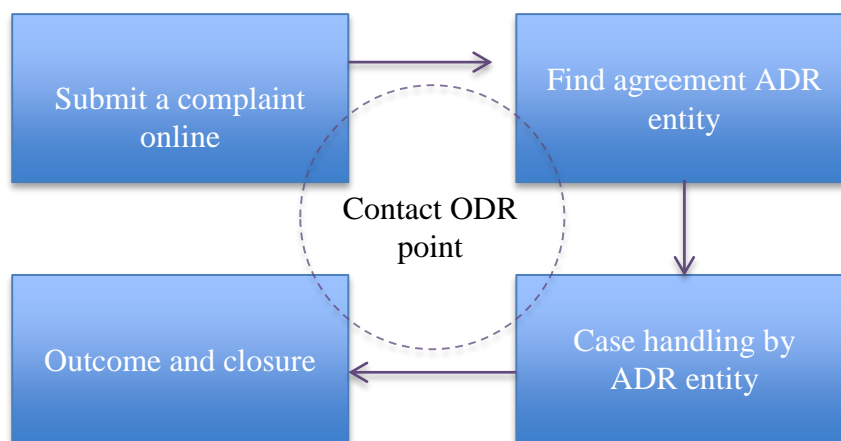 Submit a complaint
online
Find agreement ADR
entity
Contact ODR
point
Outcome and closure
Case handling by
ADR entity